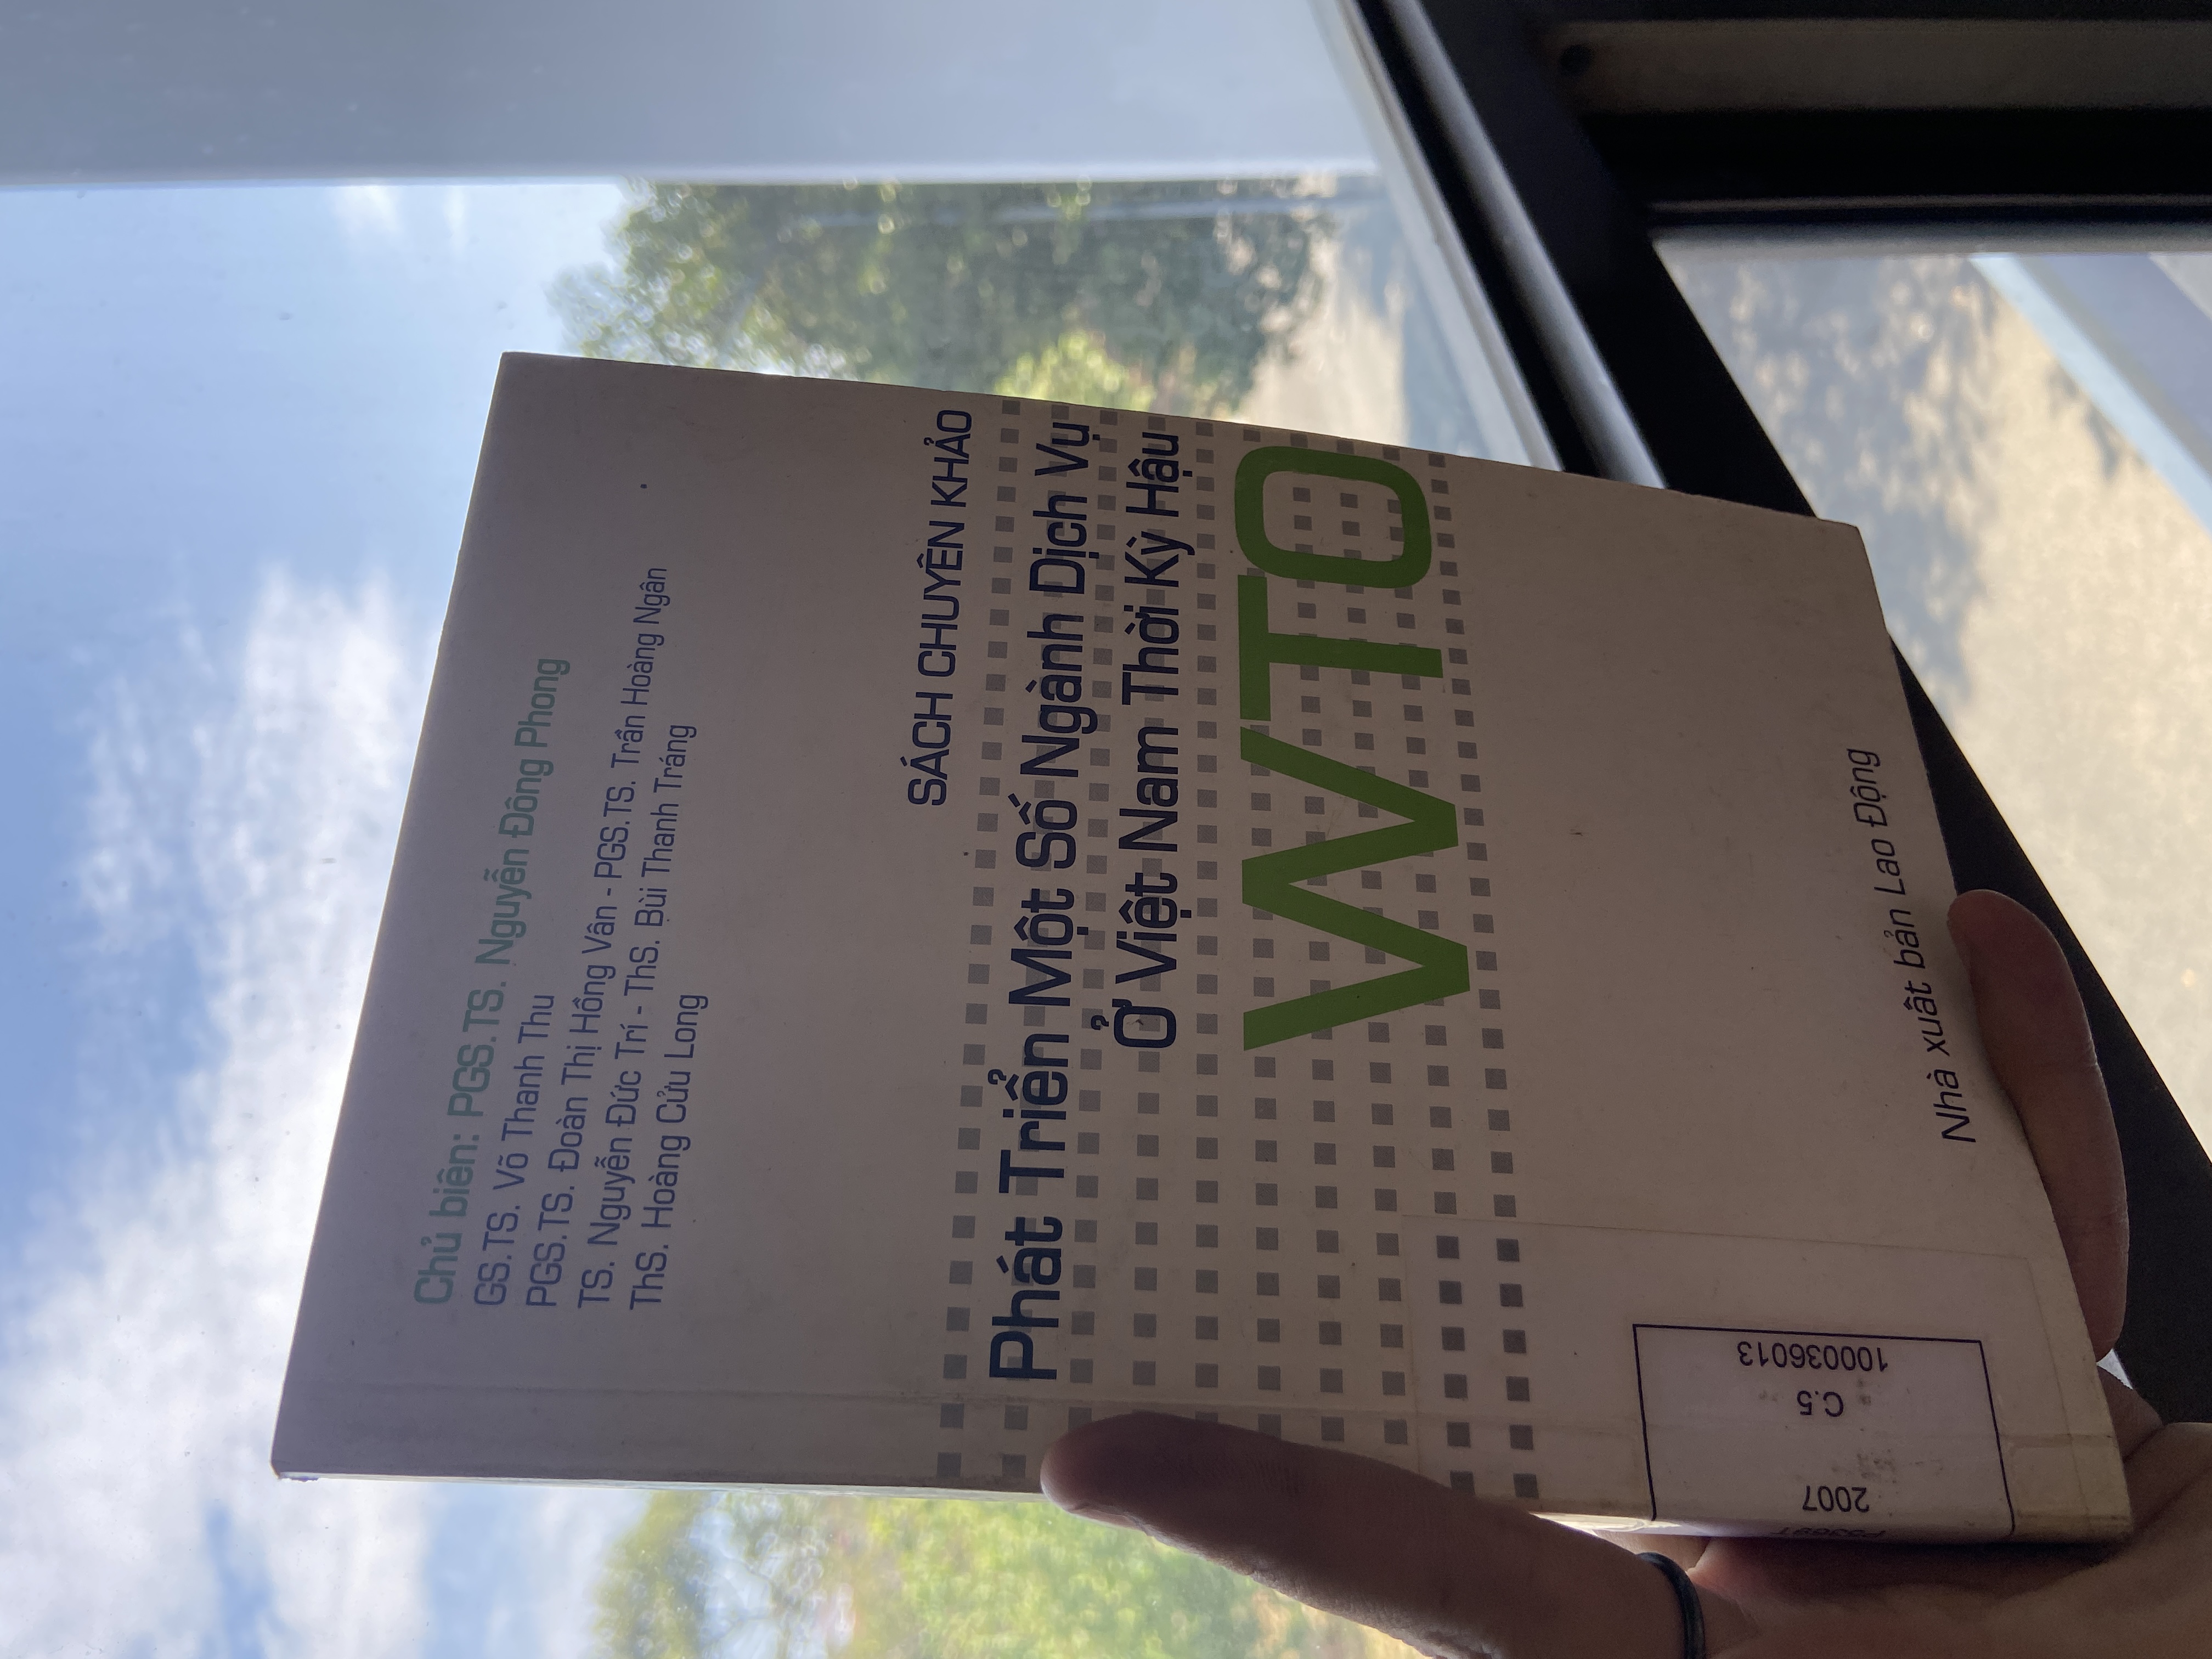 Chủ biên: PGS.TS. Nguyễn Đông Phong
GS.TS. Võ Thanh Thu
PGS.TS. Đoàn Thị Hồng Vân - PGS.TS. Trần Hoàng Ngân
TS. Nguyễn Đức Trí - ThS. Bùi Thanh Tráng
ThS. Hoàng Cửu Long
SÁCH CHUYÊN KHẢO
Phát Triển Một Số Ngành Dịch Vụ
Ở Việt Nam Thời Kỳ Hậu
WTO
2007
C.5
100036013
Nhà xuất bản Lao Động